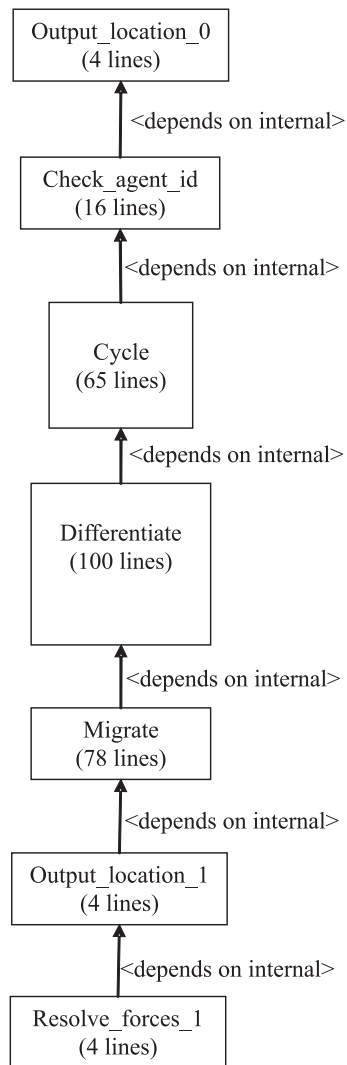 Output_location_0
(4 lines)
<depends on internal>
Check_agent_id
(16 lines)
<depends on internal>
Cycle
(65 lines)
<depends on internal>
Differentiate
(100 lines)
<depends on internal>
Migrate
(78 lines)
<depends on internal>
Output_location_1
(4 lines)
<depends on internal>
Resolve_forces_1
(4 lines)